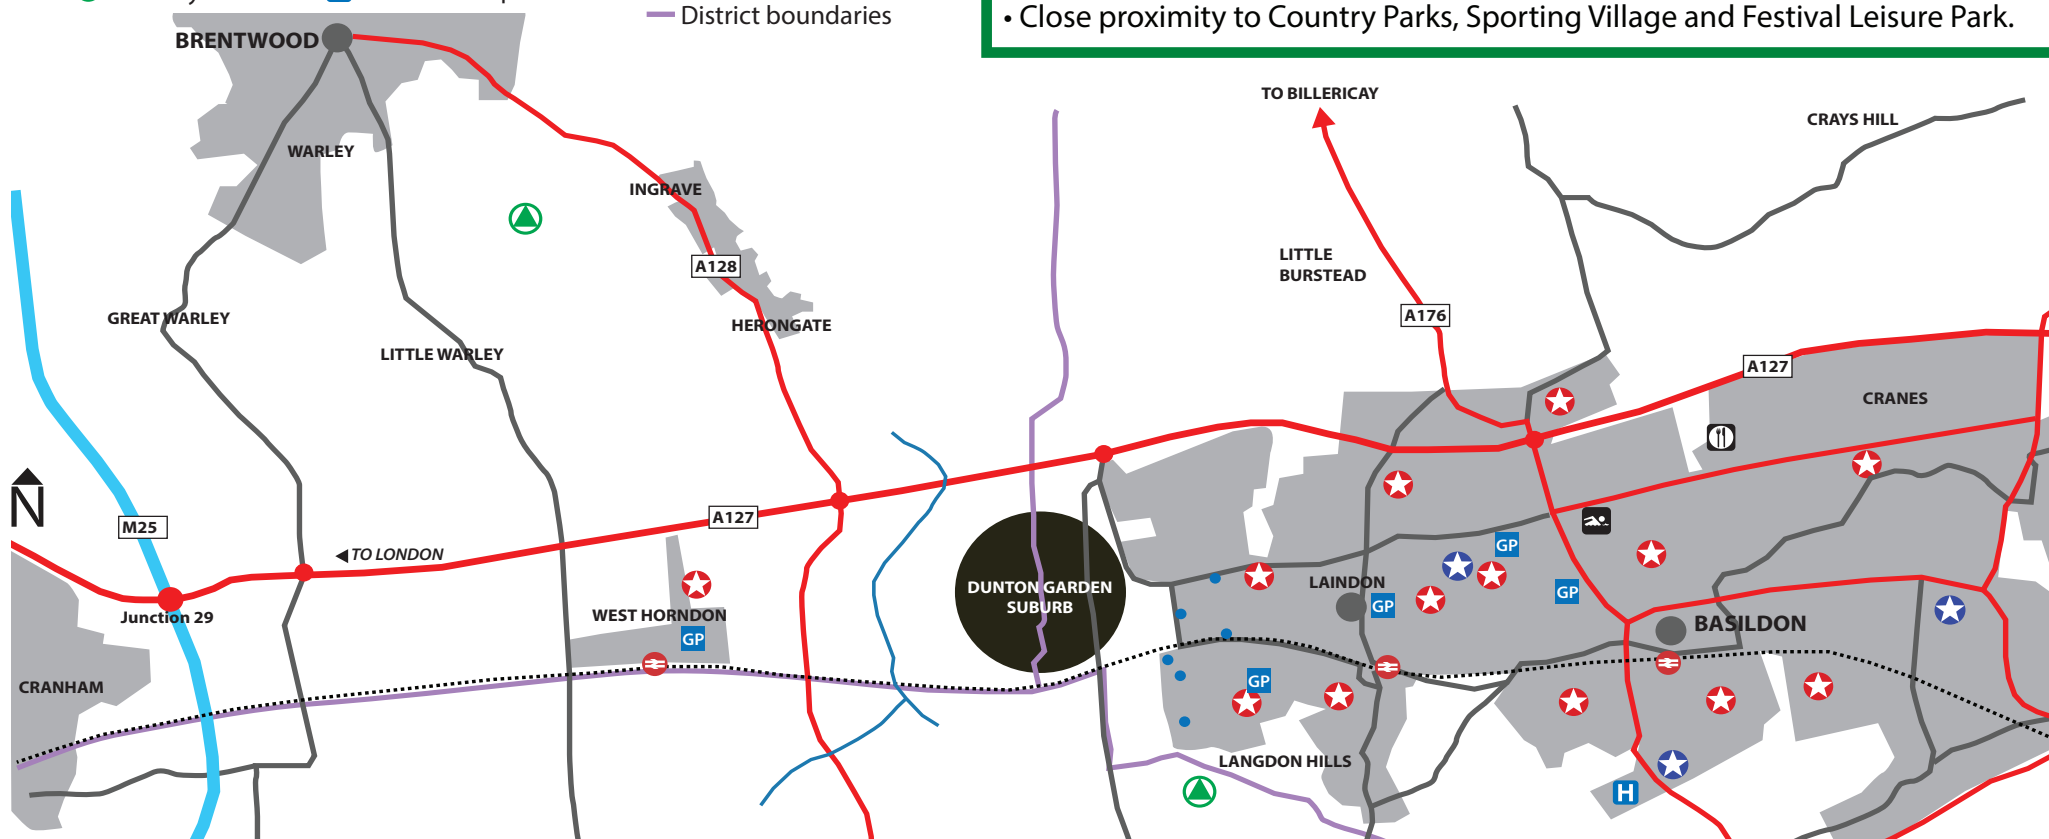 District boundaries
• Close proximity to Country Parks, Sporting Village and Festival Leisure Park.
BRENTWOOD
TO BILLERICAY
CRAYS HILL
WARLEY
INGRAVE
A128
LITTLE
BURSTEAD
GREAT WARLEY
HERONGATE
A176
LITTLE WARLEY
A127
CRANES
N
M25
A127
TO LONDON
GP
DUNTON GARDEN
SUBURB
LAINDON
GP
GP
Junction 29
WEST HORNDON
GP
BASILDON
CRANHAM
GP
LANGDON HILLS
H